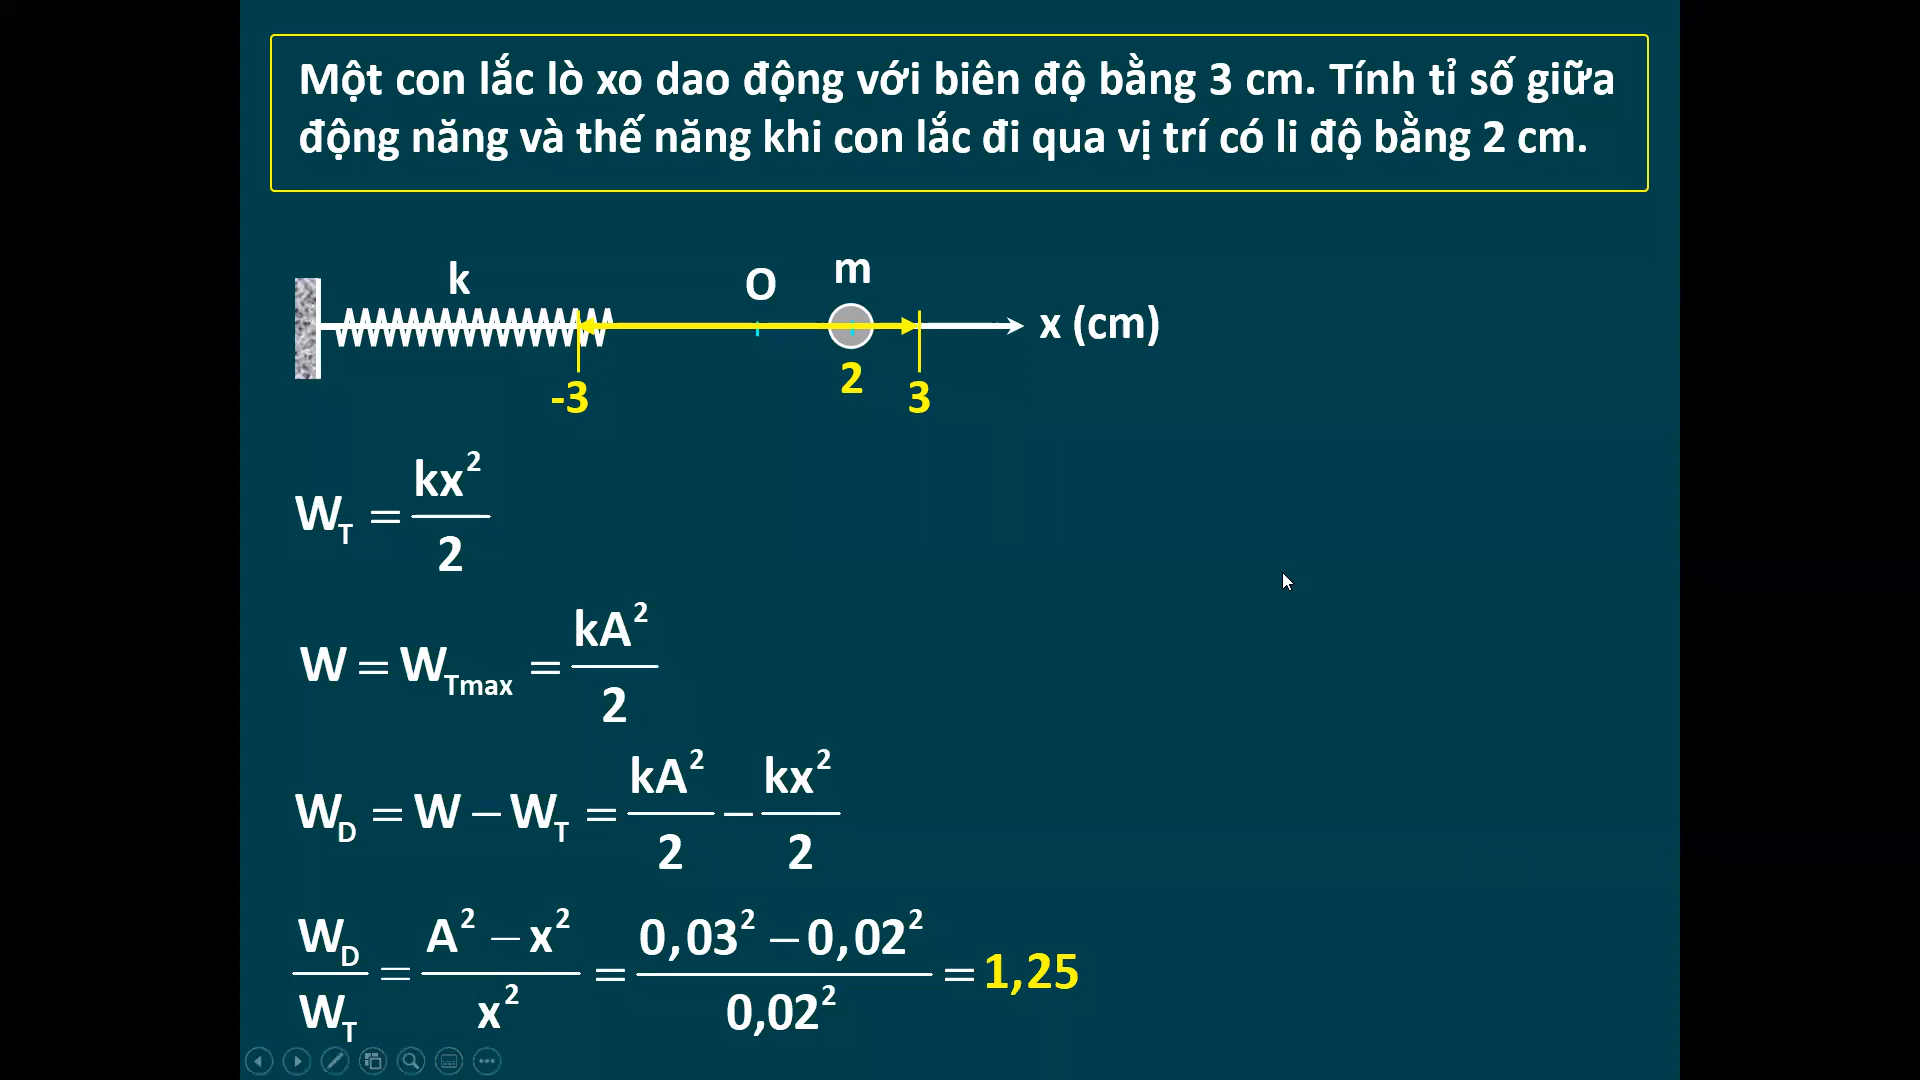 Một con lắc lò xo dao động với biên độ bằng 3 cm. Tính tỉ số giữa
động năng và thế năng khi con lắc đi qua vị trí có li độ bằng 2 cm.
k O m
x (cm)
-3 2 3
W_T = kx²/2
W = W_Tmax = kA²/2
W_D = W − W_T = kA²/2 − kx²/2
W_D/W_T = (A² − x²)/x² = (0,03² − 0,02²)/0,02² = 1,25